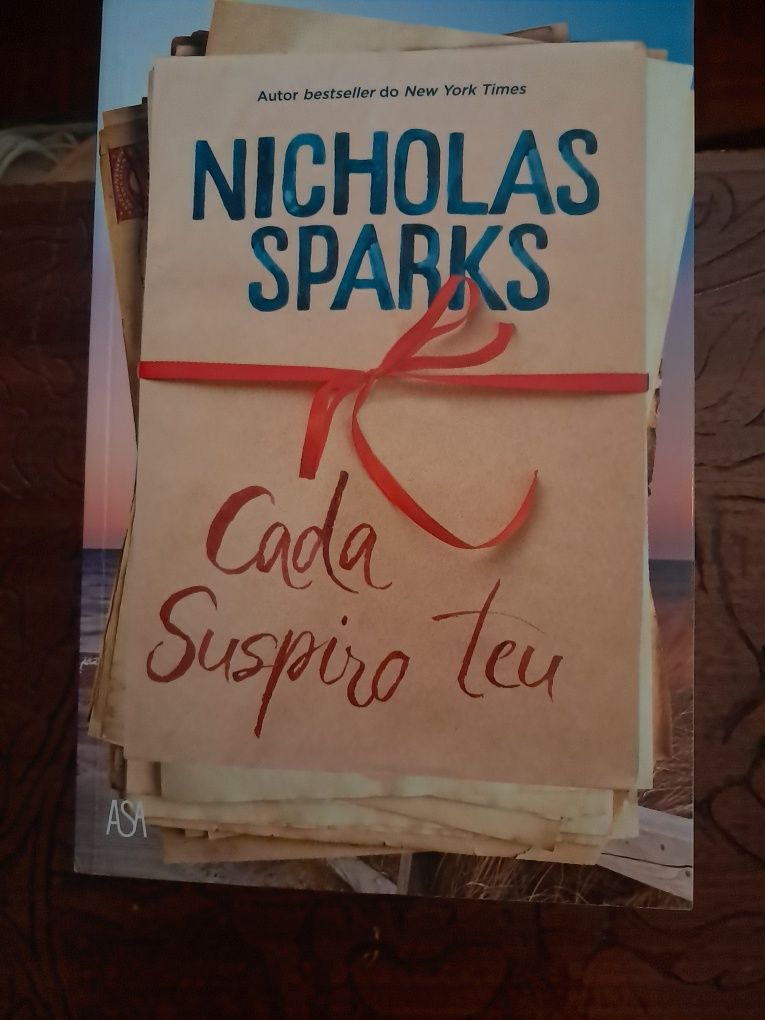 Autor bestseller do New York Times
NICHOLAS
SPARKS
Cada
Suspiro teu
ASA